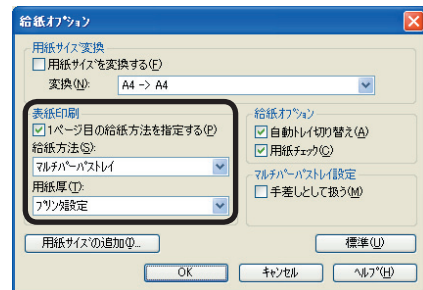 給紙オプション
用紙サイズ変換
用紙サイズを変換する(F)
変換(N): A4 -> A4
表紙印刷
1ページ目の給紙方法を指定する(P)
給紙方法(S):
マルチパーパストレイ
用紙厚(T):
プリンタ設定
給紙オプション
自動トレイ切り替え(A)
用紙チェック(C)
マルチパーパストレイ設定
手差しとして扱う(M)
用紙サイズの追加(I)...
標準(U)
OK キャンセル ヘルプ(H)